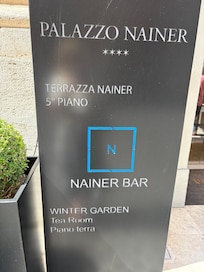 PALAZZO NAINER
****
TERRAZZA NAINER
5° PIANO
N
NAINER BAR
WINTER GARDEN
Tea Room
Piano terra